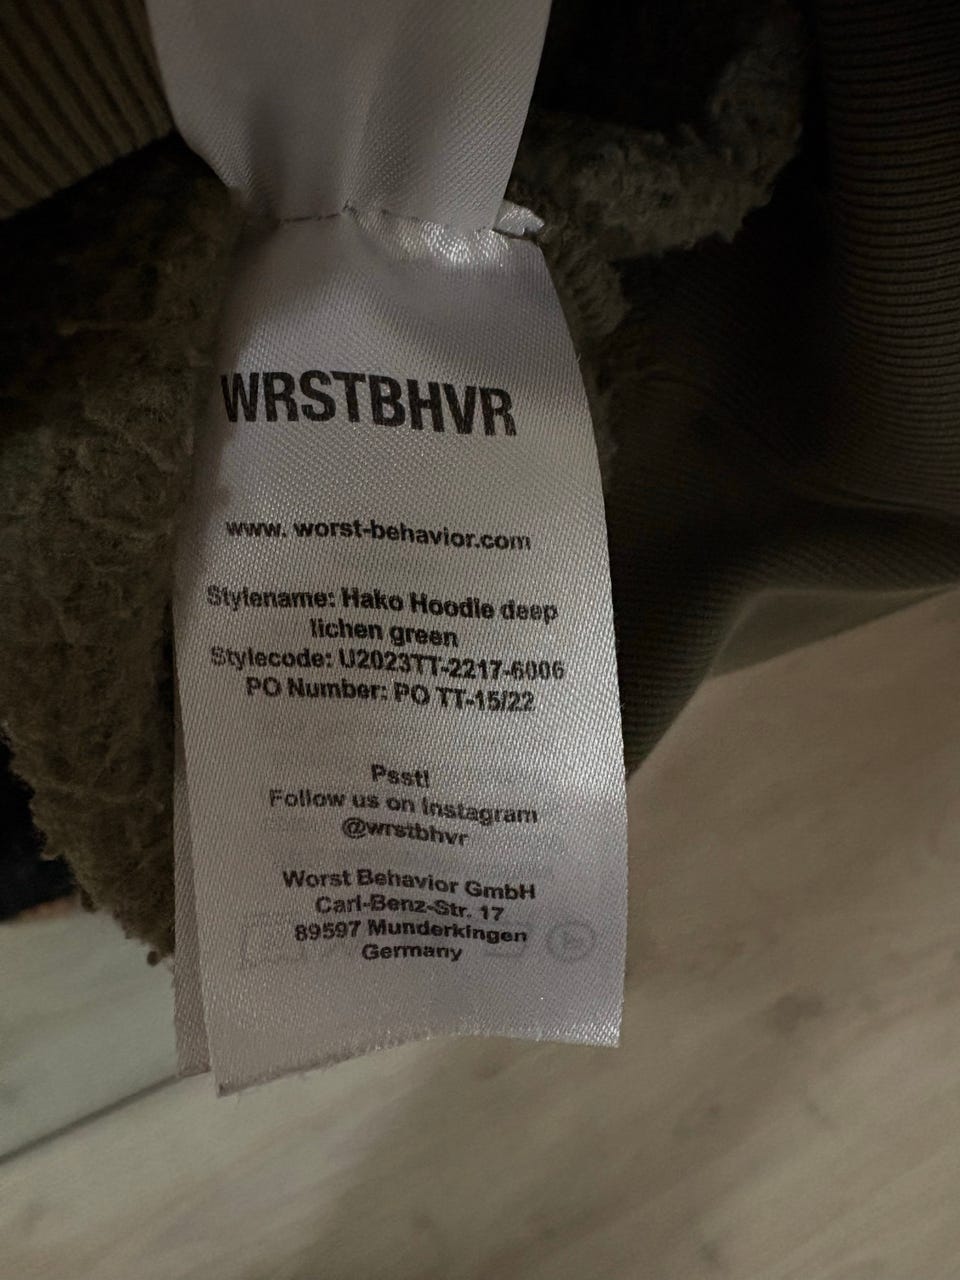 WRSTBHVR
www. worst-behavior.com
Stylename: Hako Hoodie deep
lichen green
Stylecode: U2023TT-2217-6006
PO Number: PO TT-15/22
Psst!
Follow us on Instagram
@wrstbhvr
Worst Behavior GmbH
Carl-Benz-Str. 17
89597 Munderkingen
Germany